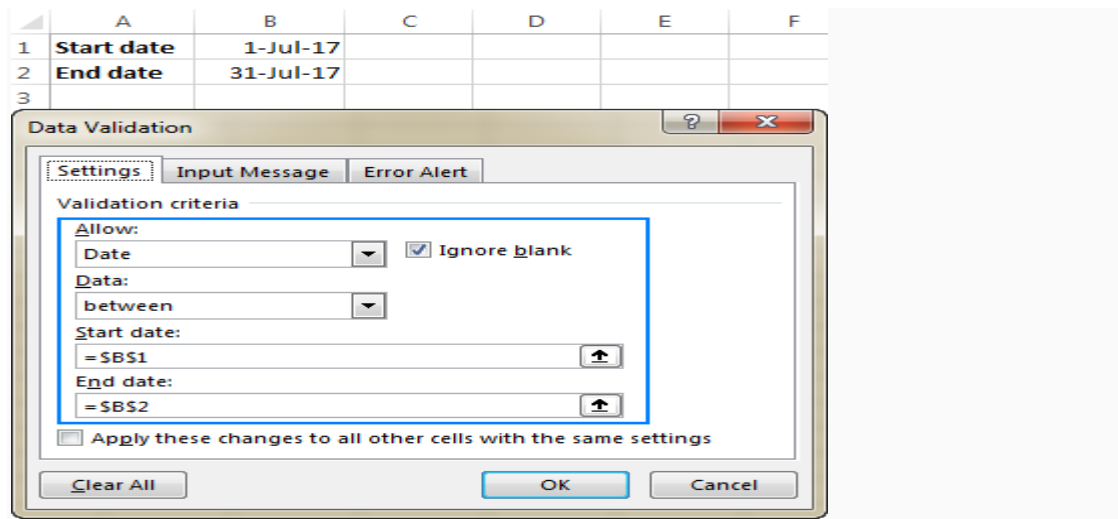 A B C D E F
1 Start date 1-Jul-17
2 End date 31-Jul-17
3
Data Validation ?
Settings Input Message Error Alert
Validation criteria
Allow:
Date Ignore blank
Data:
between
Start date:
=$B$1
End date:
=$B$2
Apply these changes to all other cells with the same settings
Clear All OK Cancel